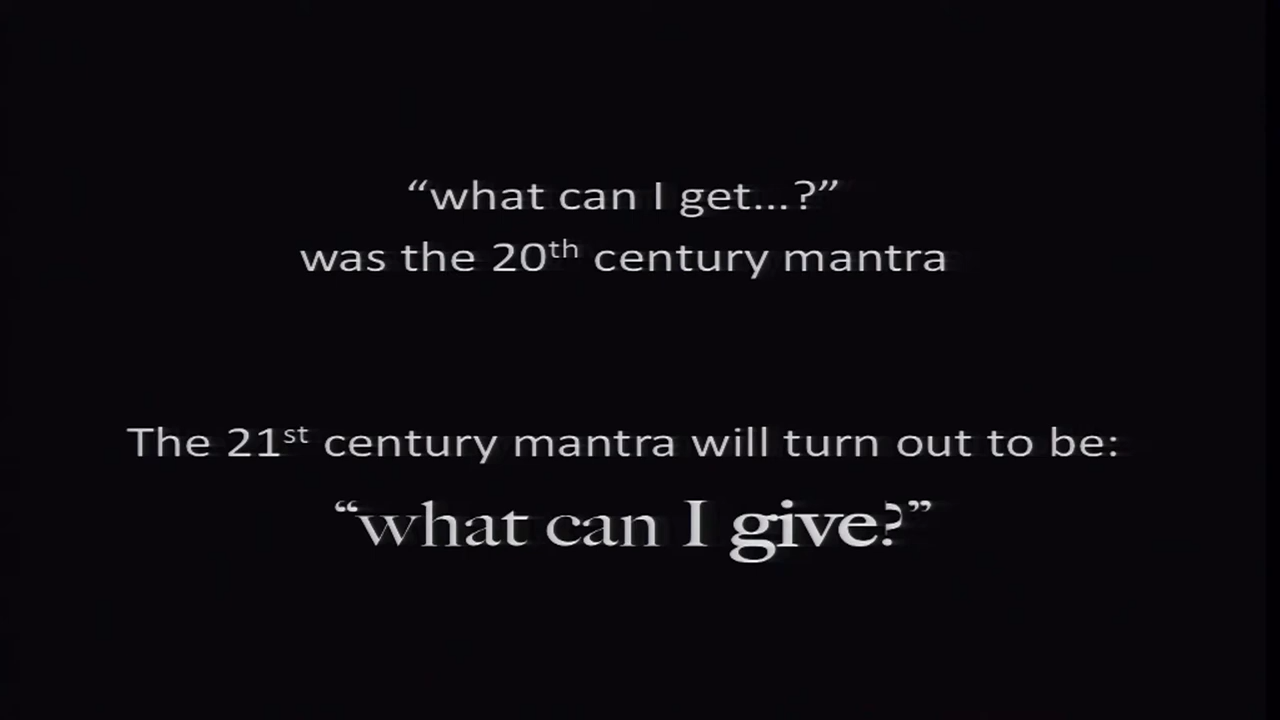 “what can I get...?”
was the 20th century mantra
The 21st century mantra will turn out to be:
“what can I give?”